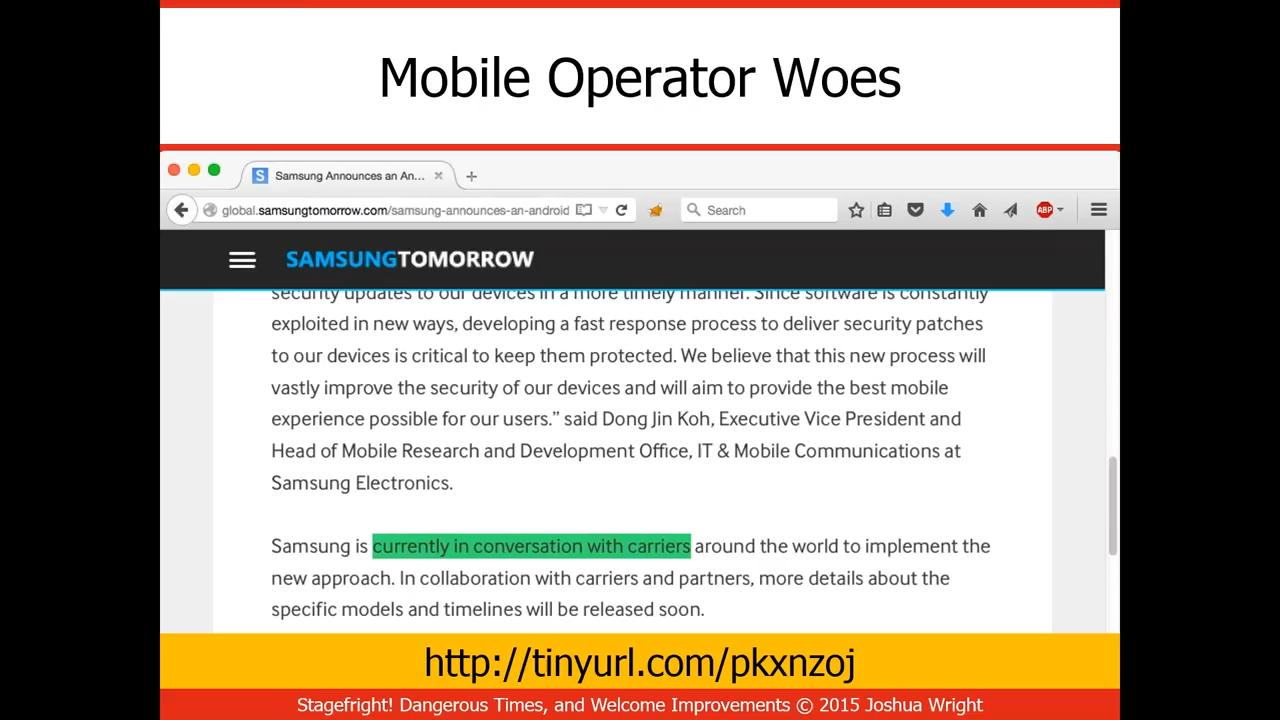 Mobile Operator Woes
Samsung Announces an An...
global.samsungtomorrow.com/samsung-announces-an-android
Search
ABP
SAMSUNGTOMORROW
security updates to our devices in a more timely manner. Since software is constantly
exploited in new ways, developing a fast response process to deliver security patches
to our devices is critical to keep them protected. We believe that this new process will
vastly improve the security of our devices and will aim to provide the best mobile
experience possible for our users.” said Dong Jin Koh, Executive Vice President and
Head of Mobile Research and Development Office, IT & Mobile Communications at
Samsung Electronics.
Samsung is currently in conversation with carriers around the world to implement the
new approach. In collaboration with carriers and partners, more details about the
specific models and timelines will be released soon.
http://tinyurl.com/pkxnzoj
Stagefright! Dangerous Times, and Welcome Improvements © 2015 Joshua Wright